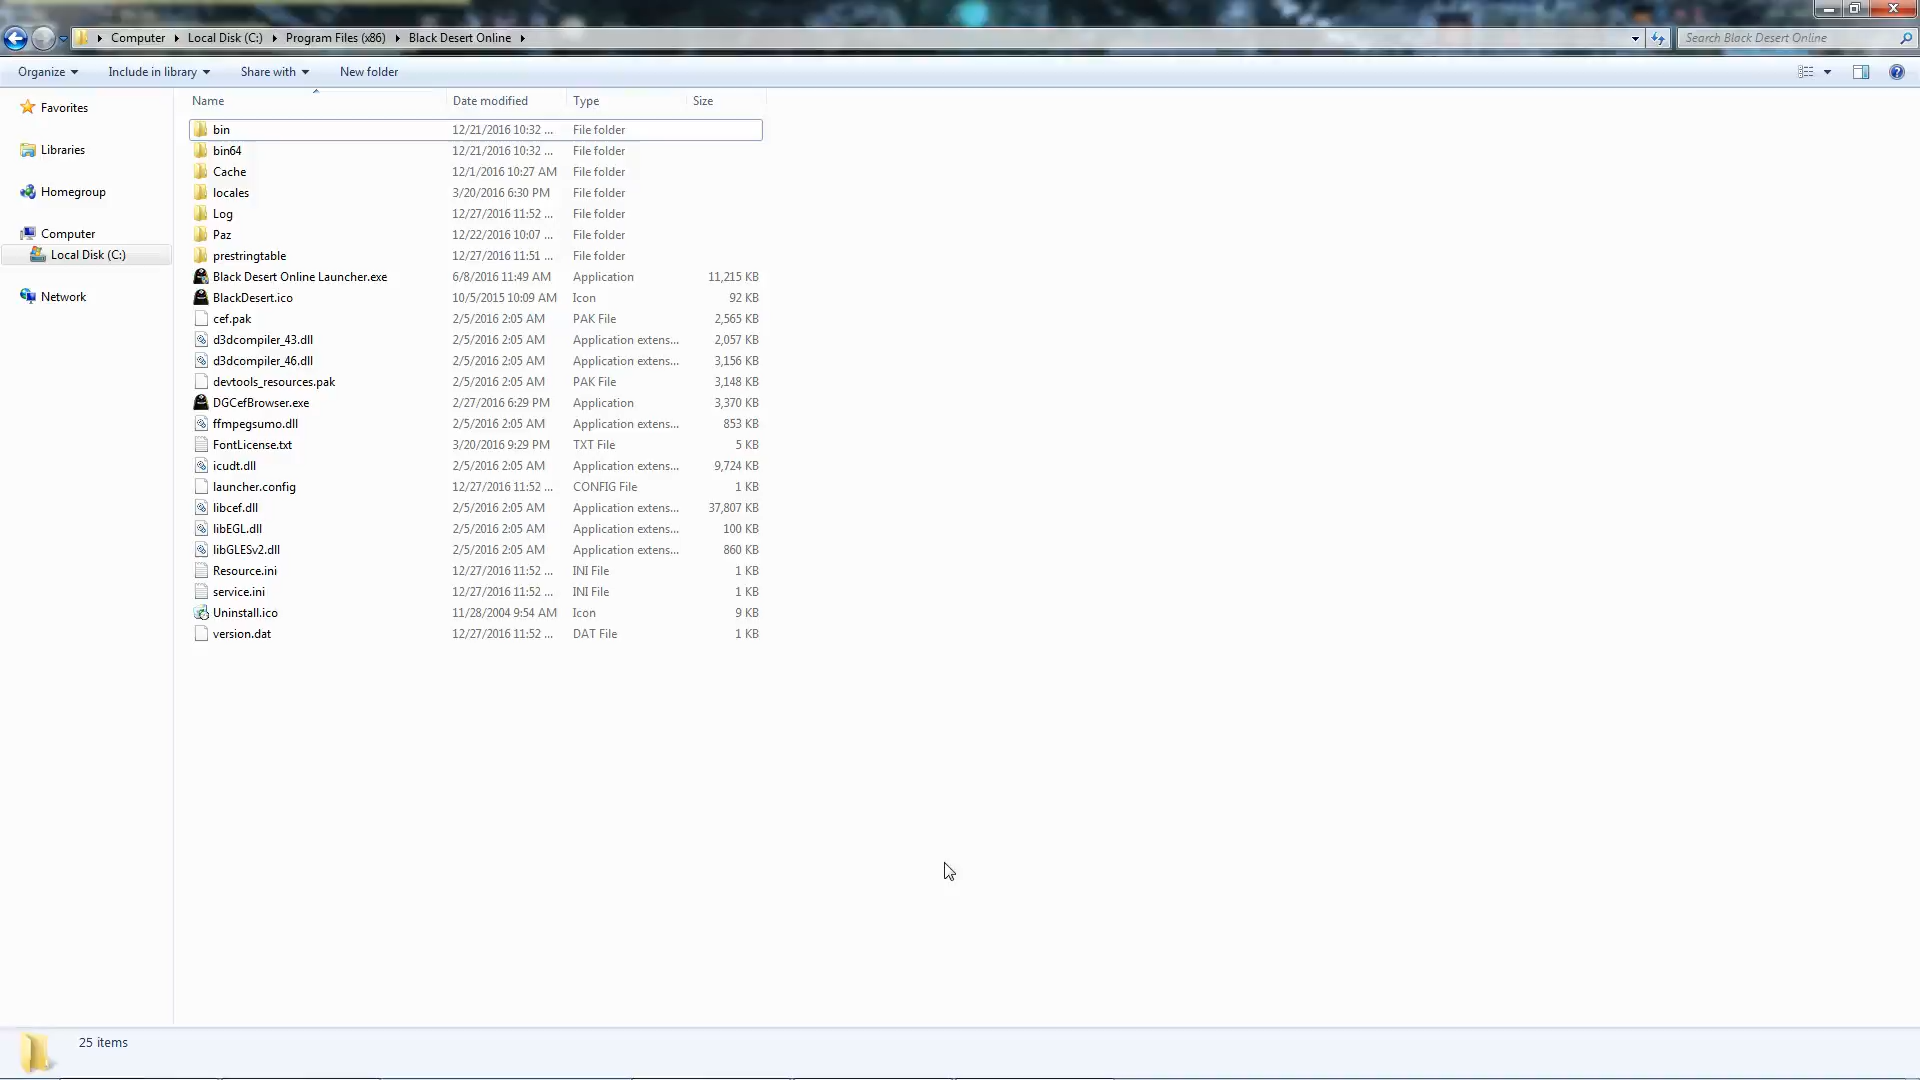 Computer Local Disk (C:) Program Files (x86) Black Desert Online Search Black Desert Online
Organize Include in library Share with New folder
Favorites
Libraries
Homegroup
Computer
Local Disk (C:)
Network
Name Date modified Type Size
bin 12/21/2016 10:32 ... File folder
bin64 12/21/2016 10:32 ... File folder
Cache 12/1/2016 10:27 AM File folder
locales 3/20/2016 6:30 PM File folder
Log 12/27/2016 11:52 ... File folder
Paz 12/22/2016 10:07 ... File folder
prestringtable 12/27/2016 11:51 ... File folder
Black Desert Online Launcher.exe 6/8/2016 11:49 AM Application 11,215 KB
BlackDesert.ico 10/5/2015 10:09 AM Icon 92 KB
cef.pak 2/5/2016 2:05 AM PAK File 2,565 KB
d3dcompiler_43.dll 2/5/2016 2:05 AM Application extens... 2,057 KB
d3dcompiler_46.dll 2/5/2016 2:05 AM Application extens... 3,156 KB
devtools_resources.pak 2/5/2016 2:05 AM PAK File 3,148 KB
DGCefBrowser.exe 2/27/2016 6:29 PM Application 3,370 KB
ffmpegsumo.dll 2/5/2016 2:05 AM Application extens... 853 KB
FontLicense.txt 3/20/2016 9:29 PM TXT File 5 KB
icudt.dll 2/5/2016 2:05 AM Application extens... 9,724 KB
launcher.config 12/27/2016 11:52 ... CONFIG File 1 KB
libcef.dll 2/5/2016 2:05 AM Application extens... 37,807 KB
libEGL.dll 2/5/2016 2:05 AM Application extens... 100 KB
libGLESv2.dll 2/5/2016 2:05 AM Application extens... 860 KB
Resource.ini 12/27/2016 11:52 ... INI File 1 KB
service.ini 12/27/2016 11:52 ... INI File 1 KB
Uninstall.ico 11/28/2004 9:54 AM Icon 9 KB
version.dat 12/27/2016 11:52 ... DAT File 1 KB
25 items